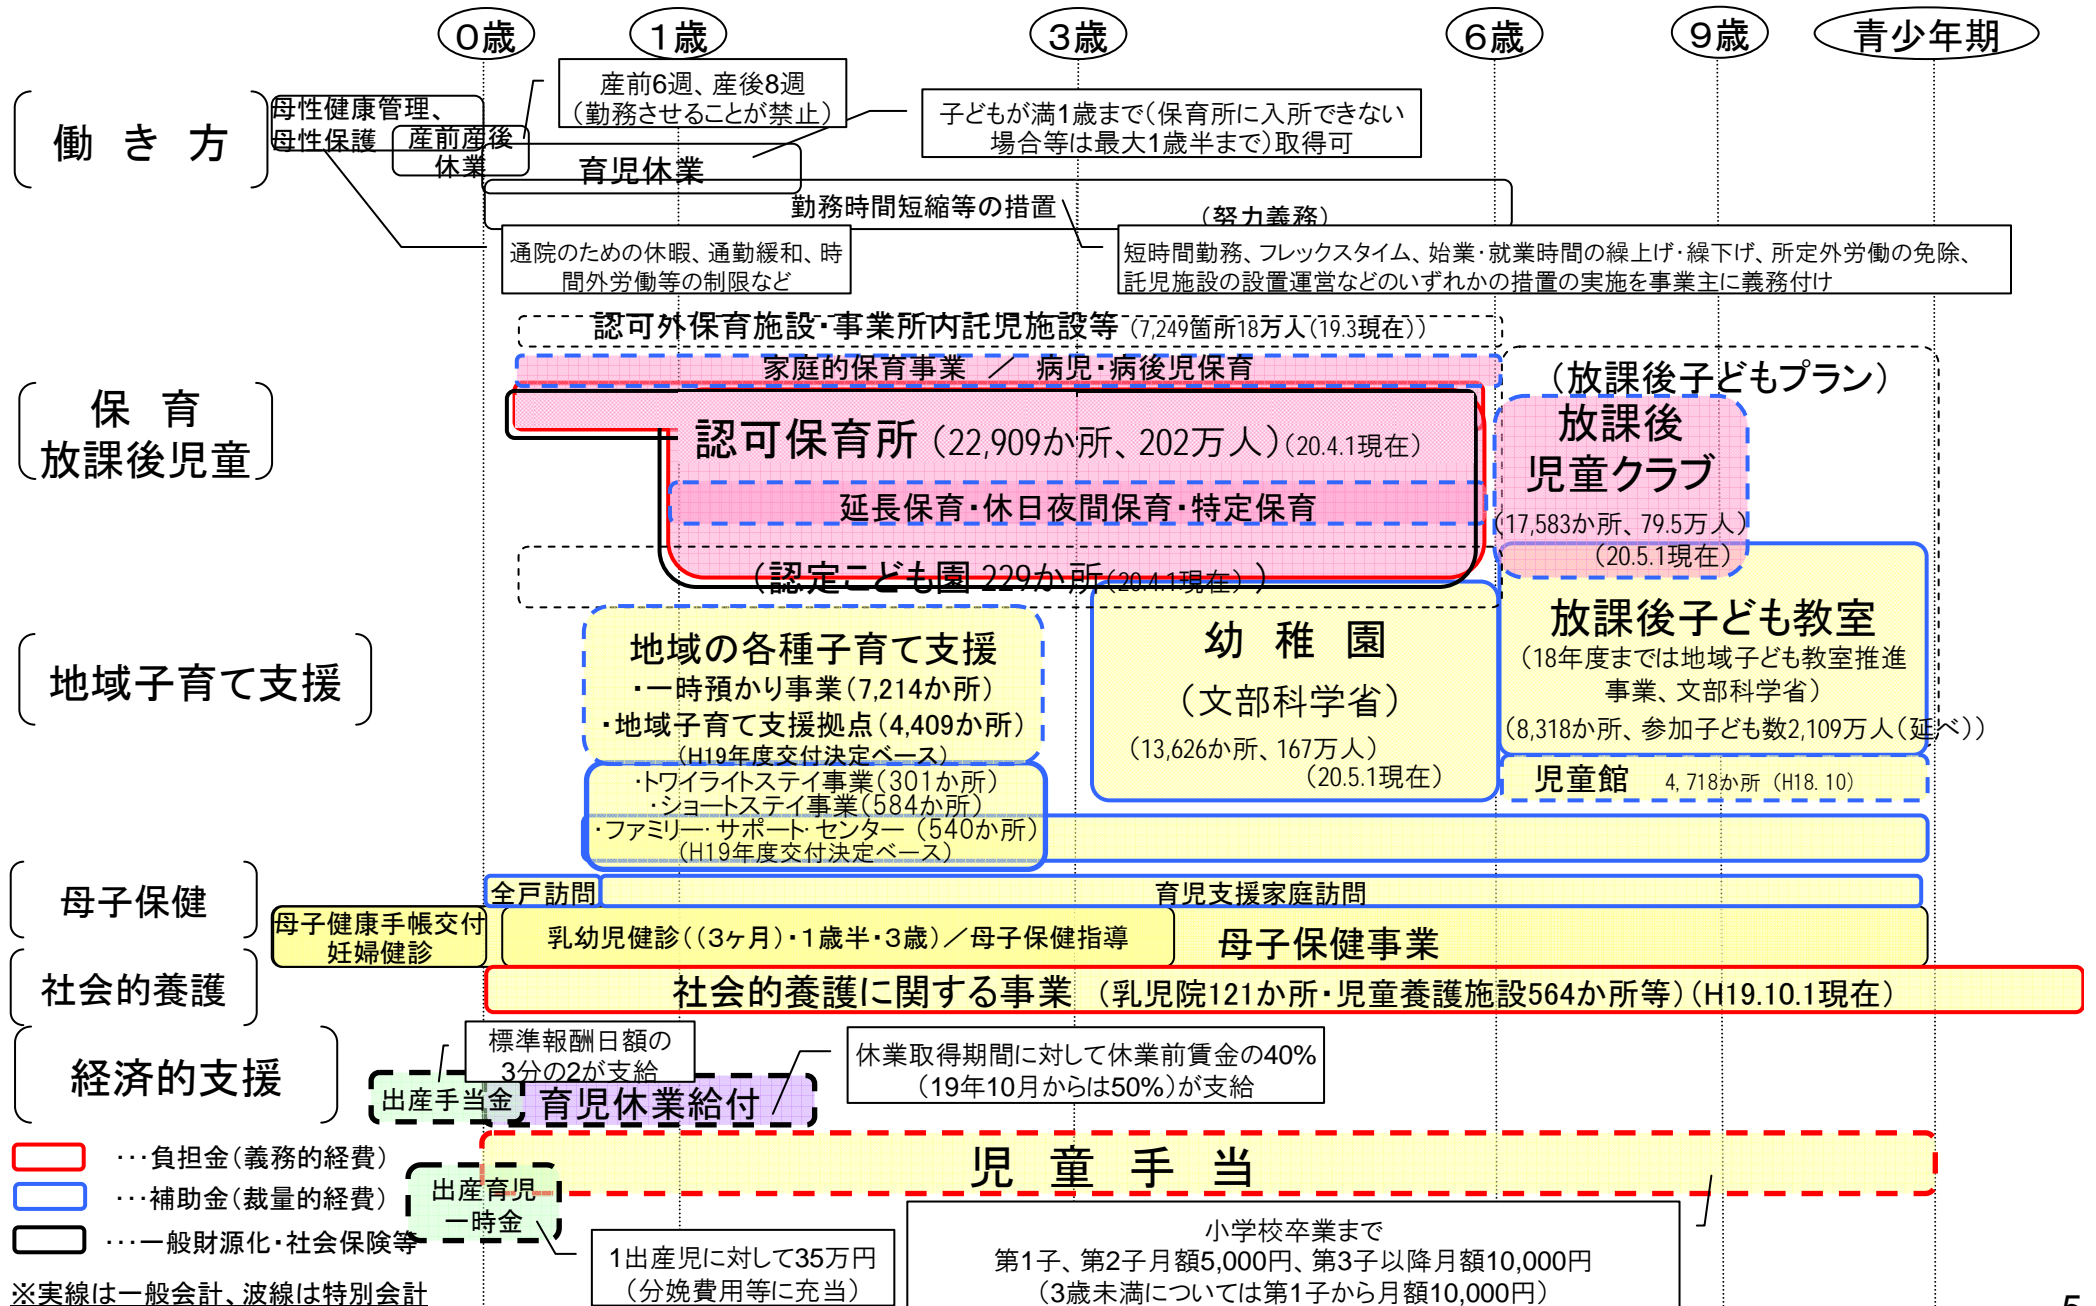 ０歳
１歳
３歳
６歳
９歳
青少年期
働き方
母性健康管理、
母性保護
産前産後
休業
産前6週、産後8週
（勤務させることが禁止）
育児休業
子どもが満1歳まで（保育所に入所できない
場合等は最大1歳半まで）取得可
勤務時間短縮等の措置
（努力義務）
通院のための休暇、通勤緩和、時
間外労働等の制限など
短時間勤務、フレックスタイム、始業・就業時間の繰上げ・繰下げ、所定外労働の免除、
託児施設の設置運営などのいずれかの措置の実施を事業主に義務付け
保育
放課後児童
認可外保育施設・事業所内託児施設等（7,249箇所18万人（19.3現在））
家庭的保育事業　／　病児・病後児保育
認可保育所（22,909か所、202万人）（20.4.1現在）
延長保育・休日夜間保育・特定保育
（認定こども園 229か所（20.4.1現在））
（放課後子どもプラン）
放課後
児童クラブ
（17,583か所、79.5万人）
（20.5.1現在）
地域子育て支援
地域の各種子育て支援
・一時預かり事業（7,214か所）
・地域子育て支援拠点（4,409か所）
（H19年度交付決定ベース）
・トワイライトステイ事業（301か所）
・ショートステイ事業（584か所）
・ファミリー・サポート・センター（540か所）
（H19年度交付決定ベース）
幼稚園
（文部科学省）
（13,626か所、167万人）
（20.5.1現在）
放課後子ども教室
（18年度までは地域子ども教室推進
事業、文部科学省）
（8,318か所、参加子ども数2,109万人（延べ））
児童館　4,718か所（H18.10）
母子保健
全戸訪問
育児支援家庭訪問
母子健康手帳交付
妊婦健診
乳幼児健診（（３ヶ月）・１歳半・３歳）／母子保健指導
母子保健事業
社会的養護
社会的養護に関する事業　（乳児院121か所・児童養護施設564か所等）（H19.10.1現在）
経済的支援
標準報酬日額の
3分の2が支給
出産手当金
育児休業給付
休業取得期間に対して休業前賃金の40%
（19年10月からは50%）が支給
児童手当
…負担金（義務的経費）
…補助金（裁量的経費）
…一般財源化・社会保険等
※実線は一般会計、波線は特別会計
出産育児
一時金
1出産児に対して35万円
（分娩費用等に充当）
小学校卒業まで
第1子、第2子月額5,000円、第3子以降月額10,000円
（3歳未満については第1子から月額10,000円）
5